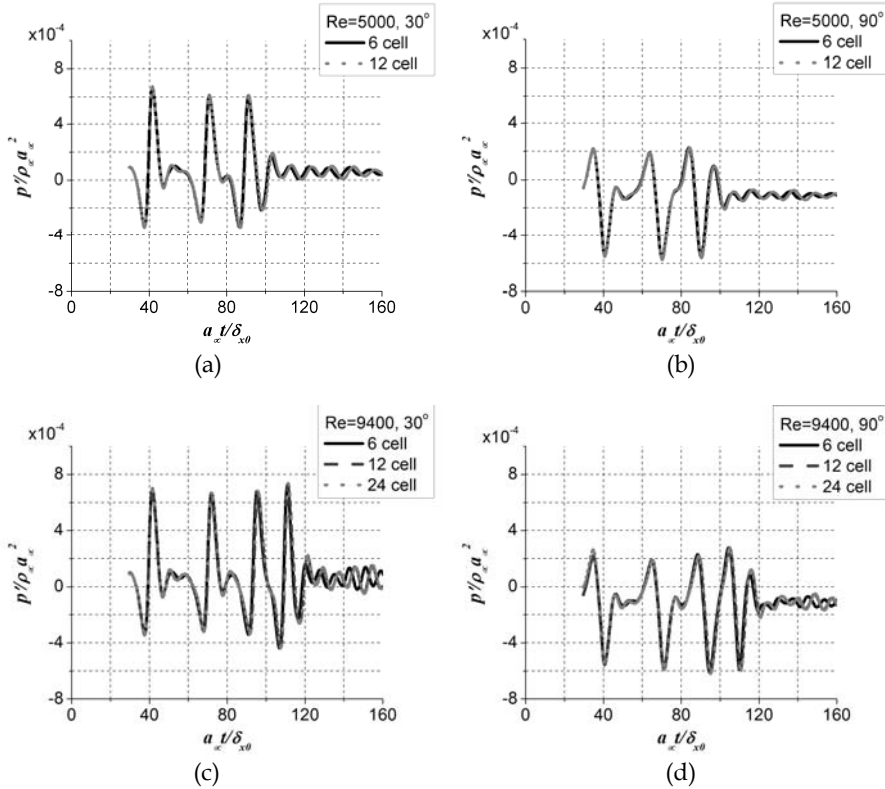 Re=5000, 30°
6 cell
12 cell
x10⁻⁴
8
4
0
-4
-8
p'/ρ∝a∝²
0 40 80 120 160
a∝t/δx0
(a)
Re=5000, 90°
6 cell
12 cell
x10⁻⁴
8
4
0
-4
-8
p'/ρ∝a∝²
0 40 80 120 160
a∝t/δx0
(b)
Re=9400, 30°
6 cell
12 cell
24 cell
x10⁻⁴
8
4
0
-4
-8
p'/ρ∝a∝²
0 40 80 120 160
a∝t/δx0
(c)
Re=9400, 90°
6 cell
12 cell
24 cell
x10⁻⁴
8
4
0
-4
-8
p'/ρ∝a∝²
0 40 80 120 160
a∝t/δx0
(d)